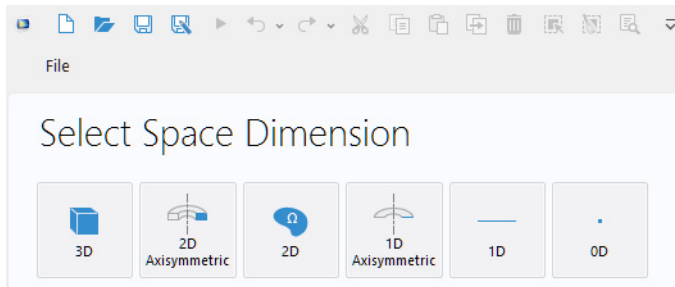 File
Select Space Dimension
3D
2D
Axisymmetric
Ω
2D
1D
Axisymmetric
1D
0D